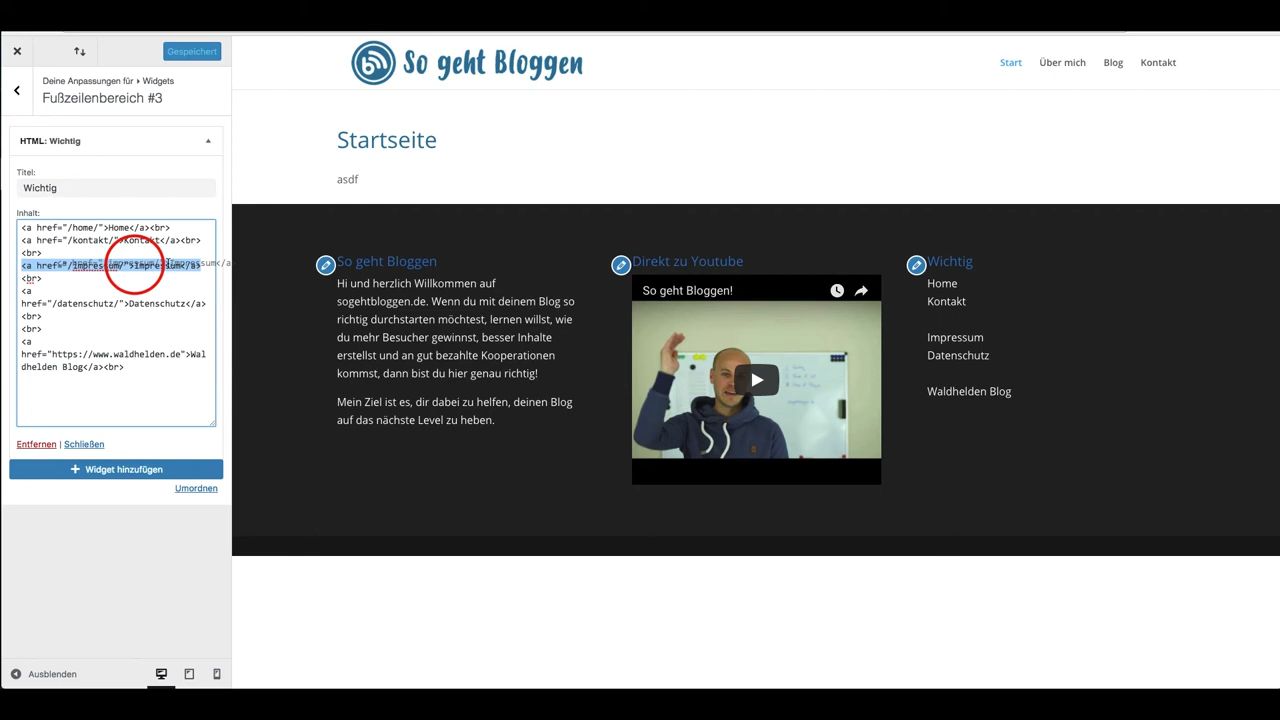 Gespeichert
Deine Anpassungen für ▸ Widgets
Fußzeilenbereich #3
HTML: Wichtig
Titel:
Wichtig
Inhalt:
<a href="/home/">Home</a><br>
<a href="/kontakt/">Kontakt</a><br>
<br>
<a href="/impressum/">Impressum</a>
<br>
<a
href="/datenschutz/">Datenschutz</a>
<br>
<br>
<a
href="https://www.waldhelden.de">Wal
dhelden Blog</a><br>
Entfernen | Schließen
+ Widget hinzufügen
Umordnen
Ausblenden
So geht Bloggen
Start Über mich Blog Kontakt
Startseite
asdf
So geht Bloggen
Hi und herzlich Willkommen auf
sogehtbloggen.de. Wenn du mit deinem Blog so
richtig durchstarten möchtest, lernen willst, wie
du mehr Besucher gewinnst, besser Inhalte
erstellst und an gut bezahlte Kooperationen
kommst, dann bist du hier genau richtig!
Mein Ziel ist es, dir dabei zu helfen, deinen Blog
auf das nächste Level zu heben.
Direkt zu Youtube
So geht Bloggen!
Wichtig
Home
Kontakt
Impressum
Datenschutz
Waldhelden Blog